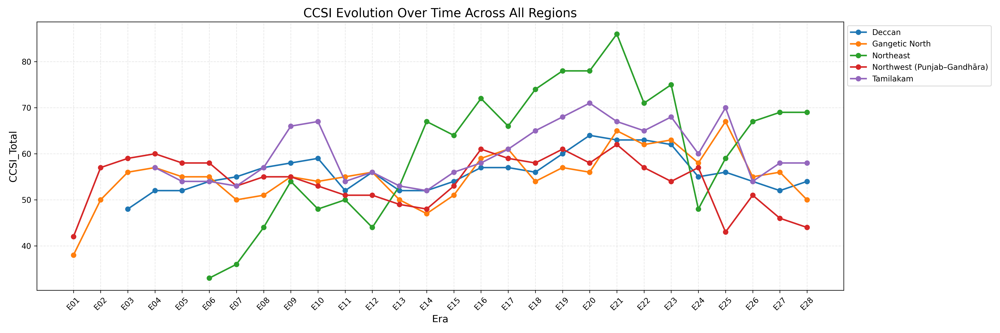 CCSI Evolution Over Time Across All Regions
CCSI_Total
80
70
60
50
40
E01 E02 E03 E04 E05 E06 E07 E08 E09 E10 E11 E12 E13 E14 E15 E16 E17 E18 E19 E20 E21 E22 E23 E24 E25 E26 E27 E28
Era
Deccan
Gangetic North
Northeast
Northwest (Punjab–Gandhāra)
Tamilakam